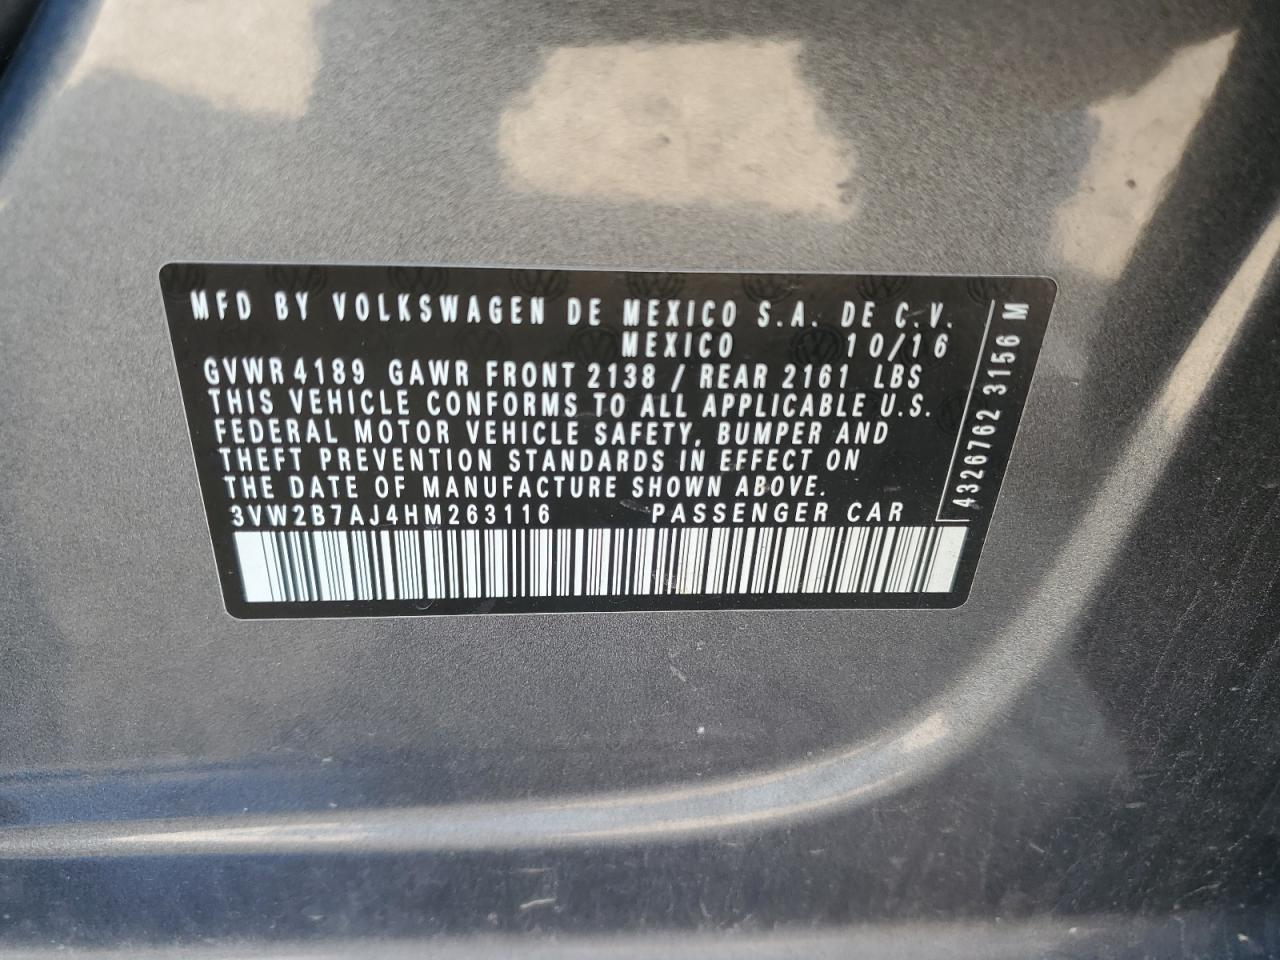 MFD BY VOLKSWAGEN DE MEXICO S.A. DE C.V.
MEXICO 10/16
GVWR 4189 GAWR FRONT 2138 / REAR 2161 LBS
THIS VEHICLE CONFORMS TO ALL APPLICABLE U.S.
FEDERAL MOTOR VEHICLE SAFETY, BUMPER AND
THEFT PREVENTION STANDARDS IN EFFECT ON
THE DATE OF MANUFACTURE SHOWN ABOVE.
3VW2B7AJ4HM263116 PASSENGER CAR
4326762 3156 M